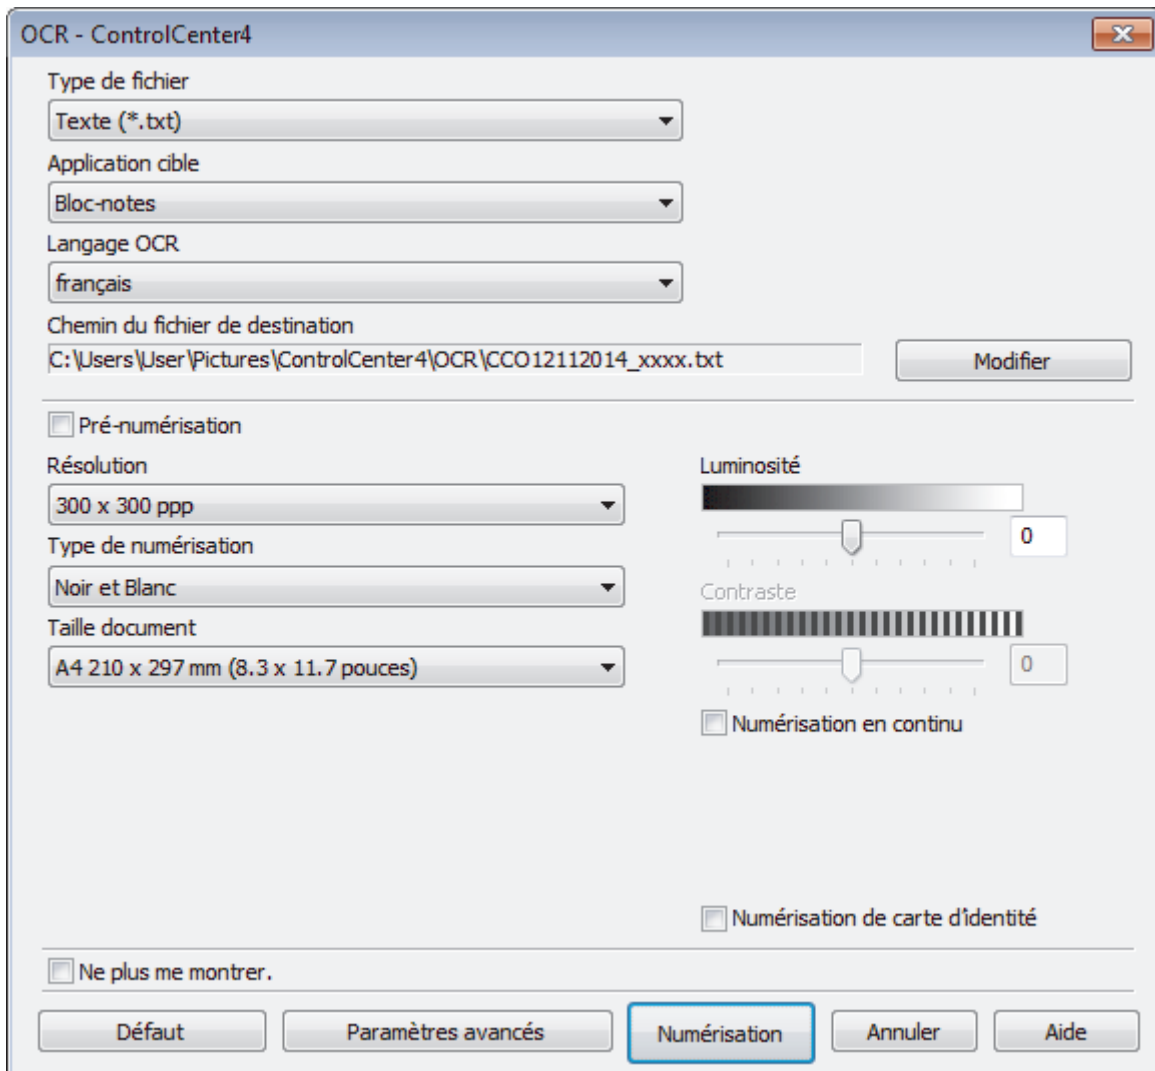 OCR - ControlCenter4
Type de fichier
Texte (*.txt)
Application cible
Bloc-notes
Langage OCR
français
Chemin du fichier de destination
C:\Users\User\Pictures\ControlCenter4\OCR\CCO12112014_xxxx.txt
Modifier
Pré-numérisation
Résolution
300 x 300 ppp
Type de numérisation
Noir et Blanc
Taille document
A4 210 x 297 mm (8.3 x 11.7 pouces)
Luminosité
0
Contraste
0
Numérisation en continu
Numérisation de carte d'identité
Ne plus me montrer.
Défaut
Paramètres avancés
Numérisation
Annuler
Aide